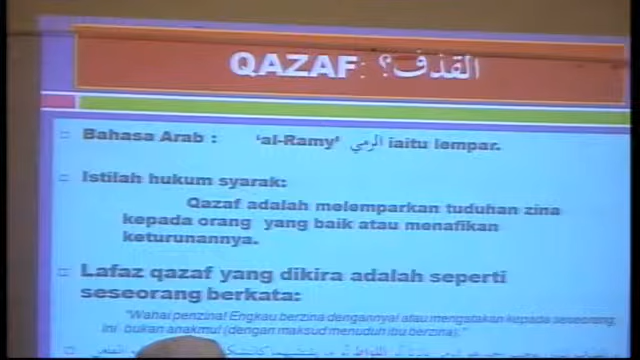 QAZAF: القذف؟
Bahasa Arab : 'al-Ramy' الرمي iaitu lempar.
Istilah hukum syarak:
Qazaf adalah melemparkan tuduhan zina
kepada orang yang baik atau menafikan
keturunannya.
Lafaz qazaf yang dikira adalah seperti
seseorang berkata:
"Wahai penzina! Engkau berzina dengannya! atau mengatakan kepada seseorang,
ini bukan anakmu! (dengan maksud menuduh ibu berzina)."